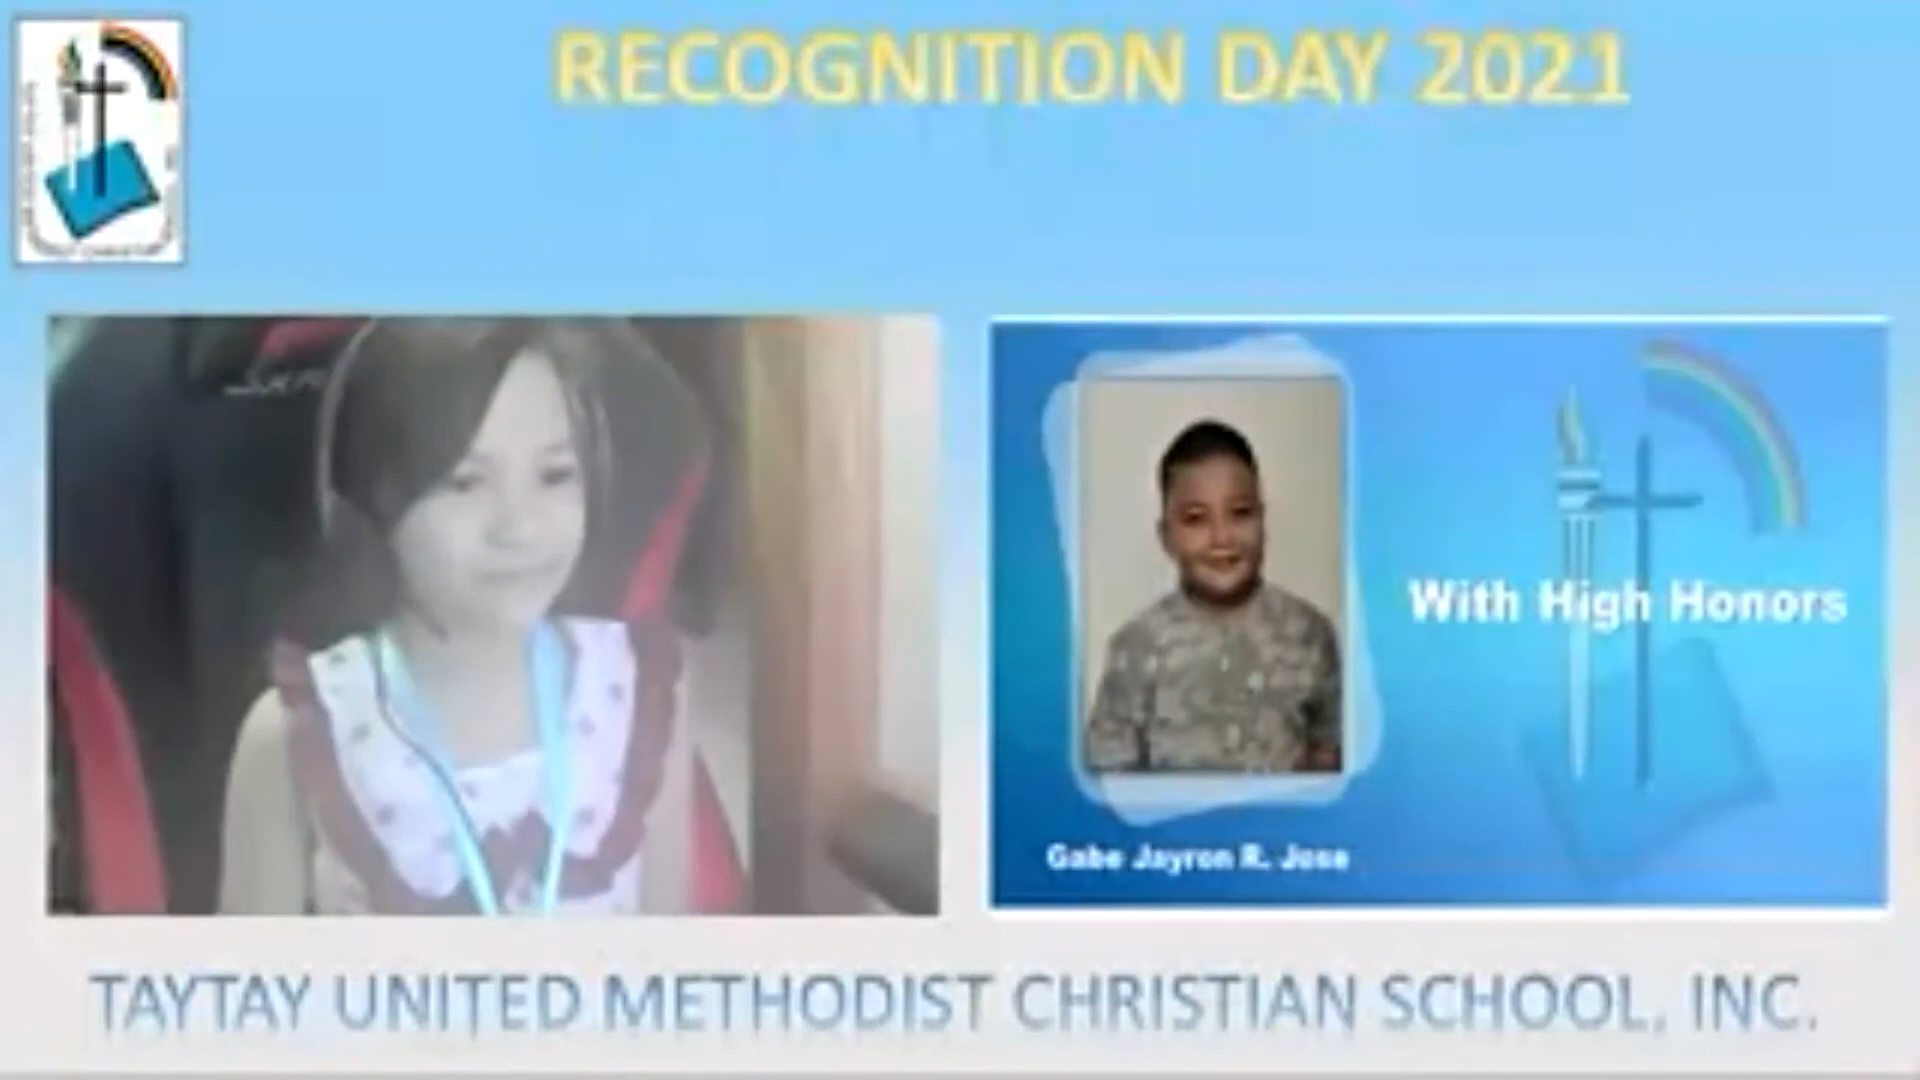 RECOGNITION DAY 2021
With High Honors
Gabe Jayron R. Jose
TAYTAY UNITED METHODIST CHRISTIAN SCHOOL, INC.